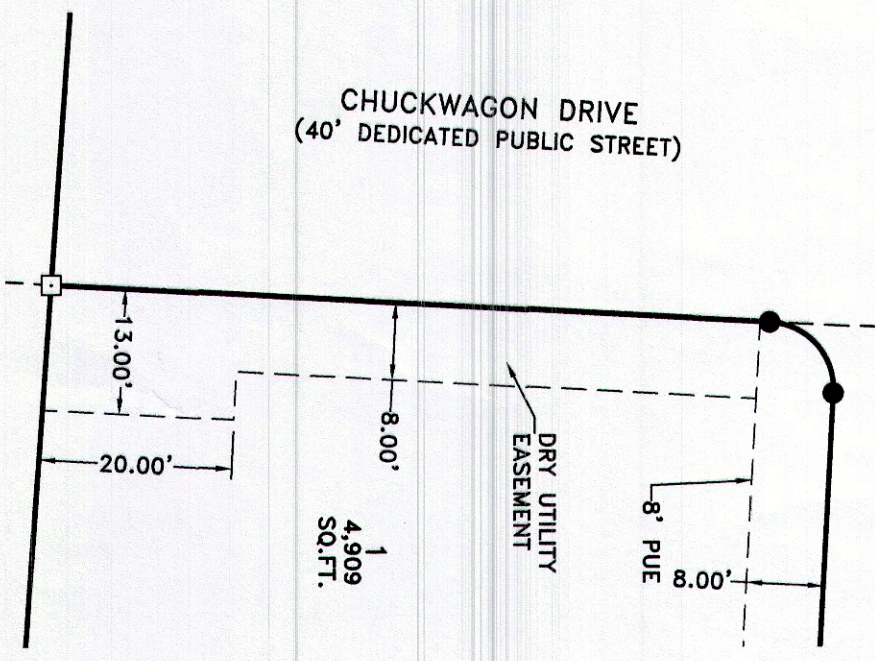 CHUCKWAGON DRIVE
(40' DEDICATED PUBLIC STREET)
13.00'
20.00'
8.00'
DRY UTILITY
EASEMENT
1
4,909
SQ.FT.
8' PUE
8.00'